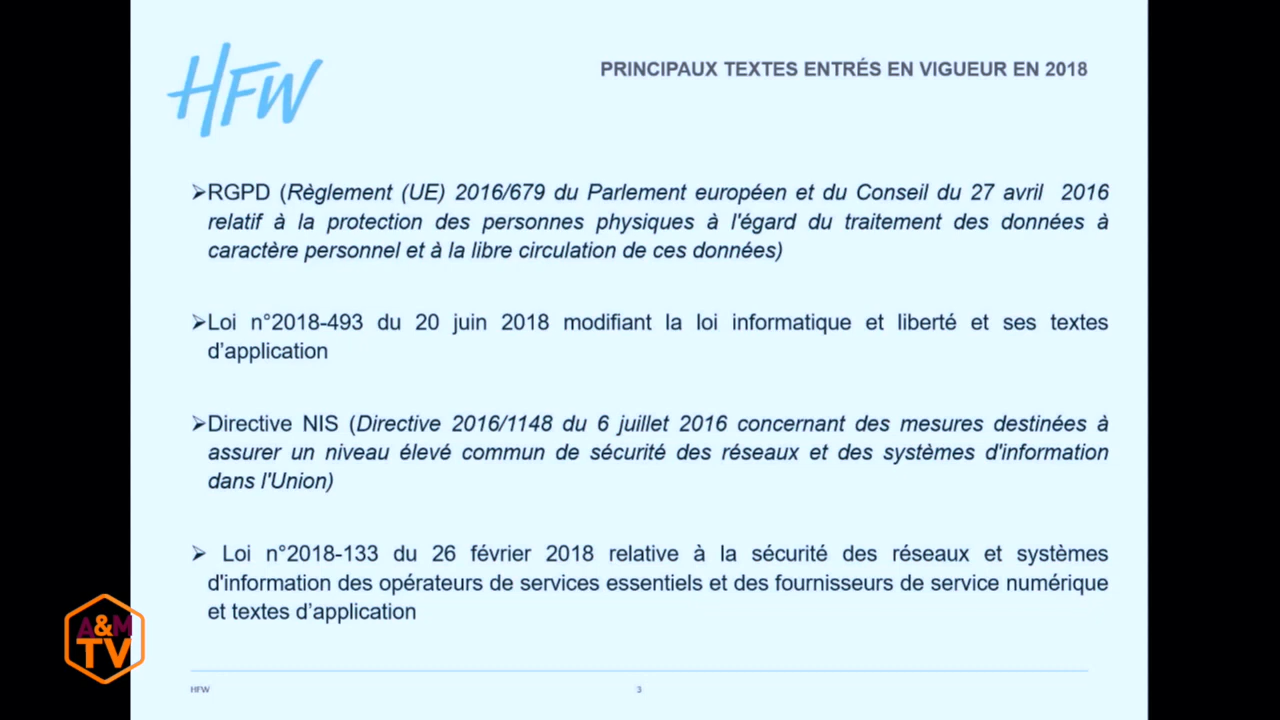 HFW
PRINCIPAUX TEXTES ENTRÉS EN VIGUEUR EN 2018
➢RGPD (Règlement (UE) 2016/679 du Parlement européen et du Conseil du 27 avril 2016
relatif à la protection des personnes physiques à l'égard du traitement des données à
caractère personnel et à la libre circulation de ces données)
➢Loi n°2018-493 du 20 juin 2018 modifiant la loi informatique et liberté et ses textes
d’application
➢Directive NIS (Directive 2016/1148 du 6 juillet 2016 concernant des mesures destinées à
assurer un niveau élevé commun de sécurité des réseaux et des systèmes d'information
dans l'Union)
➢ Loi n°2018-133 du 26 février 2018 relative à la sécurité des réseaux et systèmes
d'information des opérateurs de services essentiels et des fournisseurs de service numérique
et textes d’application
A&M
TV
HFW
3